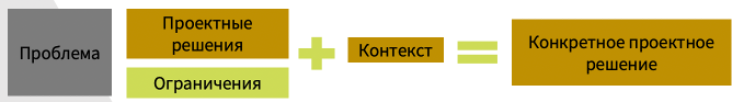 Проблема
Проектные
решения
Ограничения
Контекст
Конкретное проектное
решение